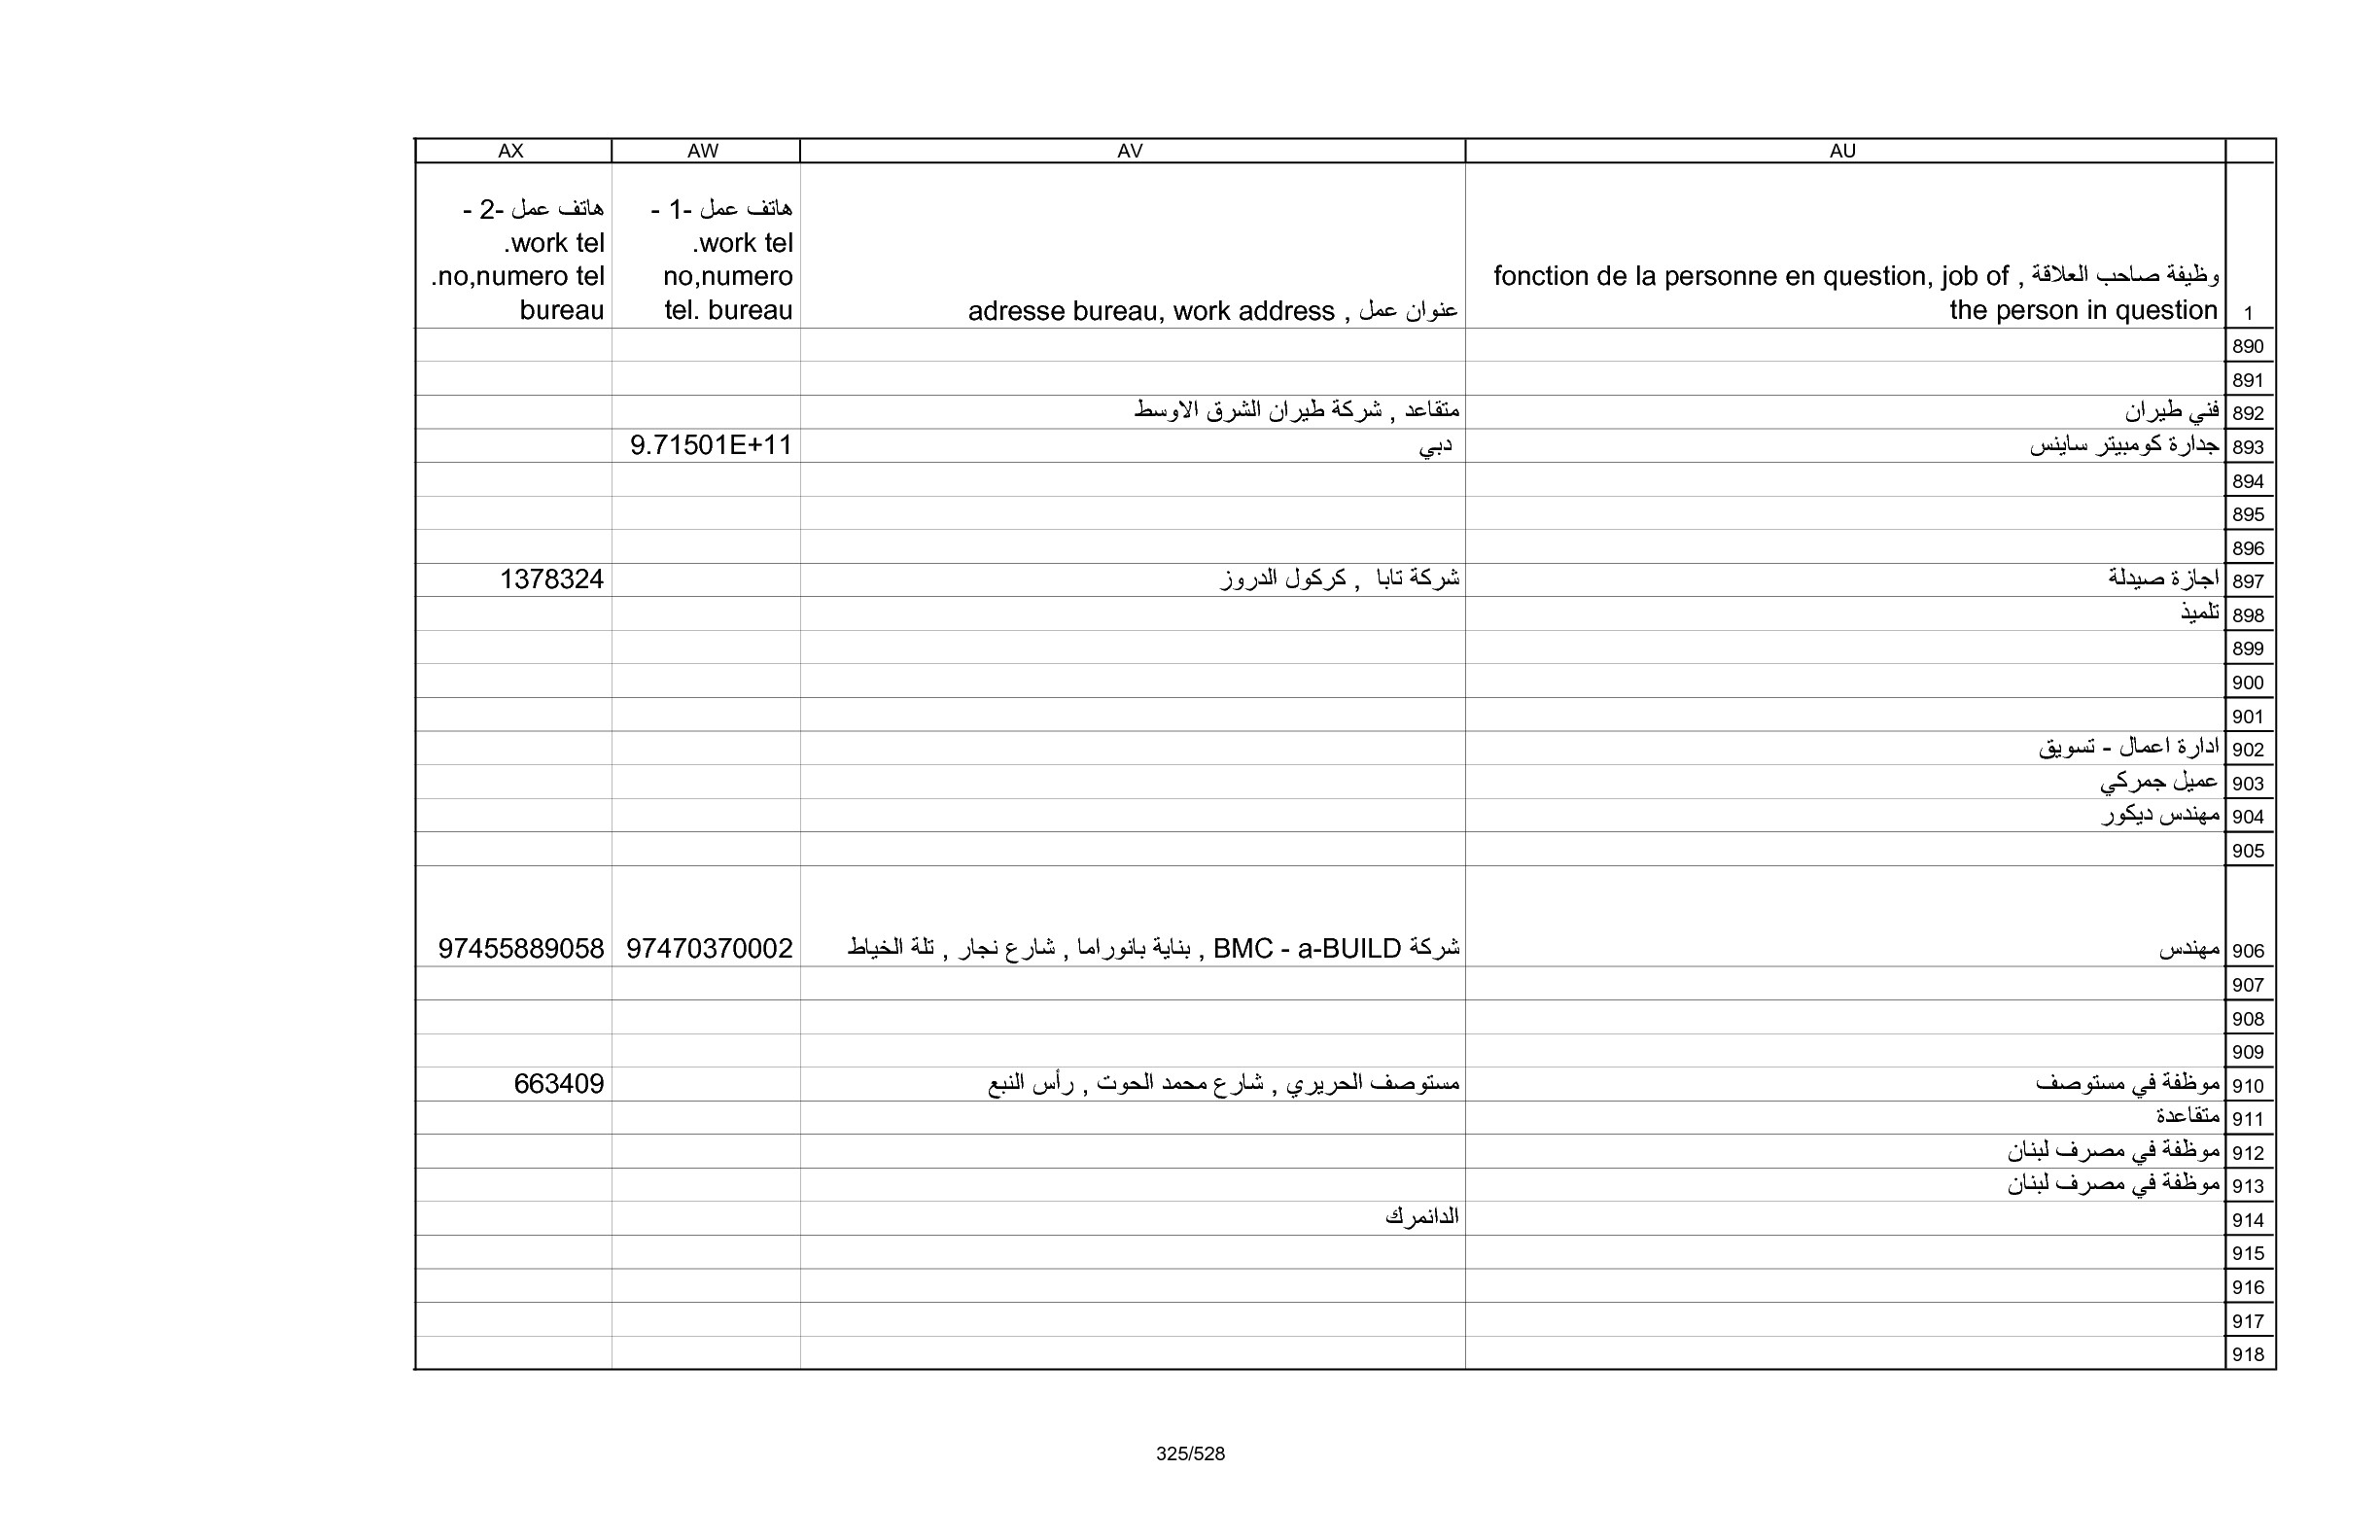 AU AV AW AX
1 وظيفة صاحب العلاقة , fonction de la personne en question, job of the person in question
عنوان عمل , adresse bureau, work address
هاتف عمل -1 -
work tel.
no,numero
tel. bureau
هاتف عمل -2 -
work tel.
no,numero tel.
bureau
890
891
892 فني طيران متقاعد , شركة طيران الشرق الاوسط
893 جدارة كومبيتر ساينس دبي 9.71501E+11
894
895
896
897 اجازة صيدلة شركة تابا , كركول الدروز 1378324
898 تلميذ
899
900
901
902 ادارة اعمال - تسويق
903 عميل جمركي
904 مهندس ديكور
905
906 مهندس شركة BMC - a-BUILD , بناية بانوراما , شارع نجار , تلة الخياط 97470370002 97455889058
907
908
909
910 موظفة في مستوصف مستوصف الحريري , شارع محمد الحوت , رأس النبع 663409
911 متقاعدة
912 موظفة في مصرف لبنان
913 موظفة في مصرف لبنان
914 الدانمرك
915
916
917
918
325/528